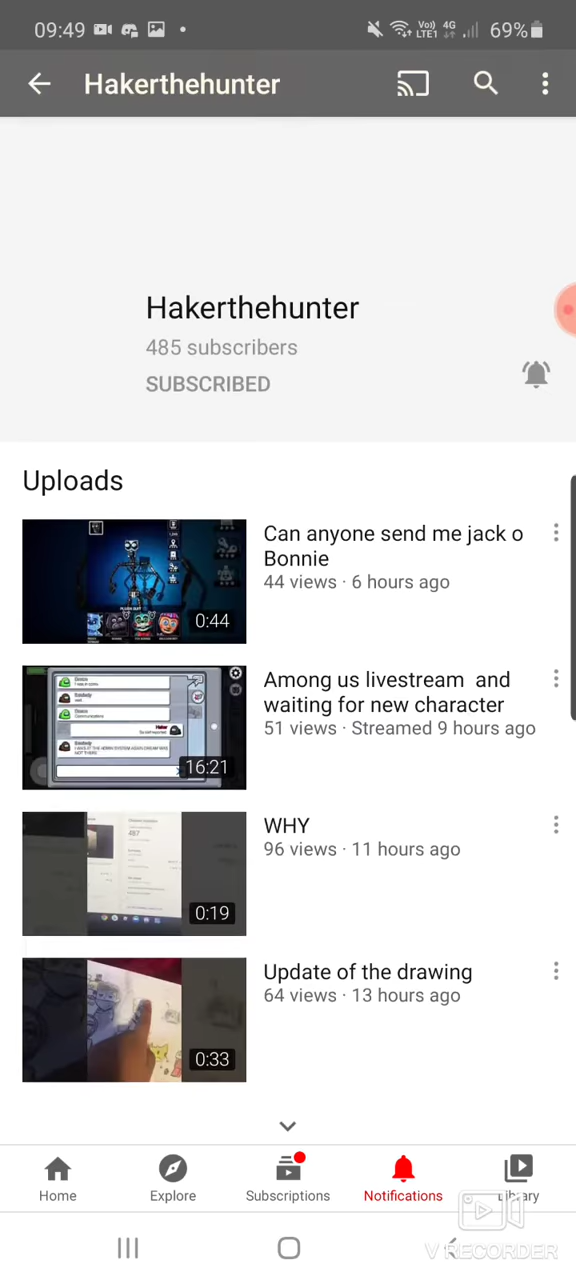 09:49
Vo)) 4G
LTE1
69%
Hakerthehunter
Hakerthehunter
485 subscribers
SUBSCRIBED
Uploads
0:44
Can anyone send me jack o
Bonnie
44 views · 6 hours ago
16:21
Among us livestream and
waiting for new character
51 views · Streamed 9 hours ago
0:19
WHY
96 views · 11 hours ago
0:33
Update of the drawing
64 views · 13 hours ago
Home
Explore
Subscriptions
Notifications
Library
V RECORDER